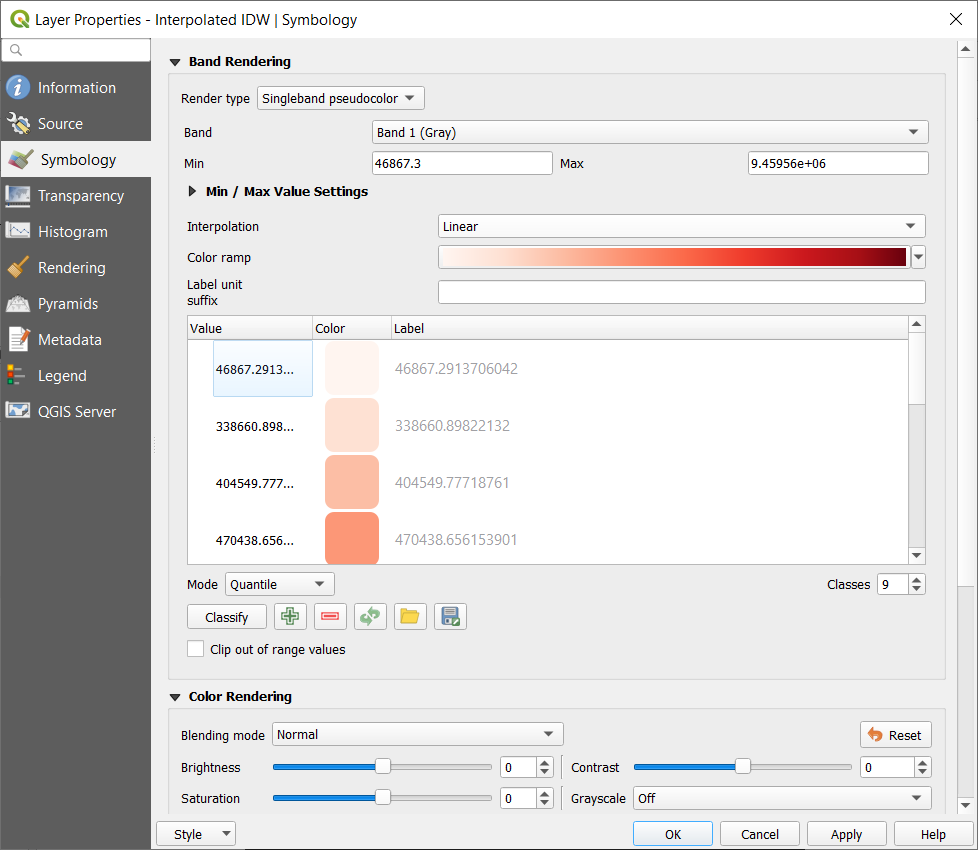 Layer Properties - Interpolated IDW | Symbology
Information
Source
Symbology
Transparency
Histogram
Rendering
Pyramids
Metadata
Legend
QGIS Server
Band Rendering
Render type Singleband pseudocolor
Band Band 1 (Gray)
Min 46867.3 Max 9.45956e+06
Min / Max Value Settings
Interpolation Linear
Color ramp
Label unit
suffix
Value Color Label
46867.2913... 46867.2913706042
338660.898... 338660.89822132
404549.777... 404549.77718761
470438.656... 470438.656153901
Mode Quantile Classes 9
Classify
Clip out of range values
Color Rendering
Blending mode Normal Reset
Brightness 0 Contrast 0
Saturation 0 Grayscale Off
Style OK Cancel Apply Help